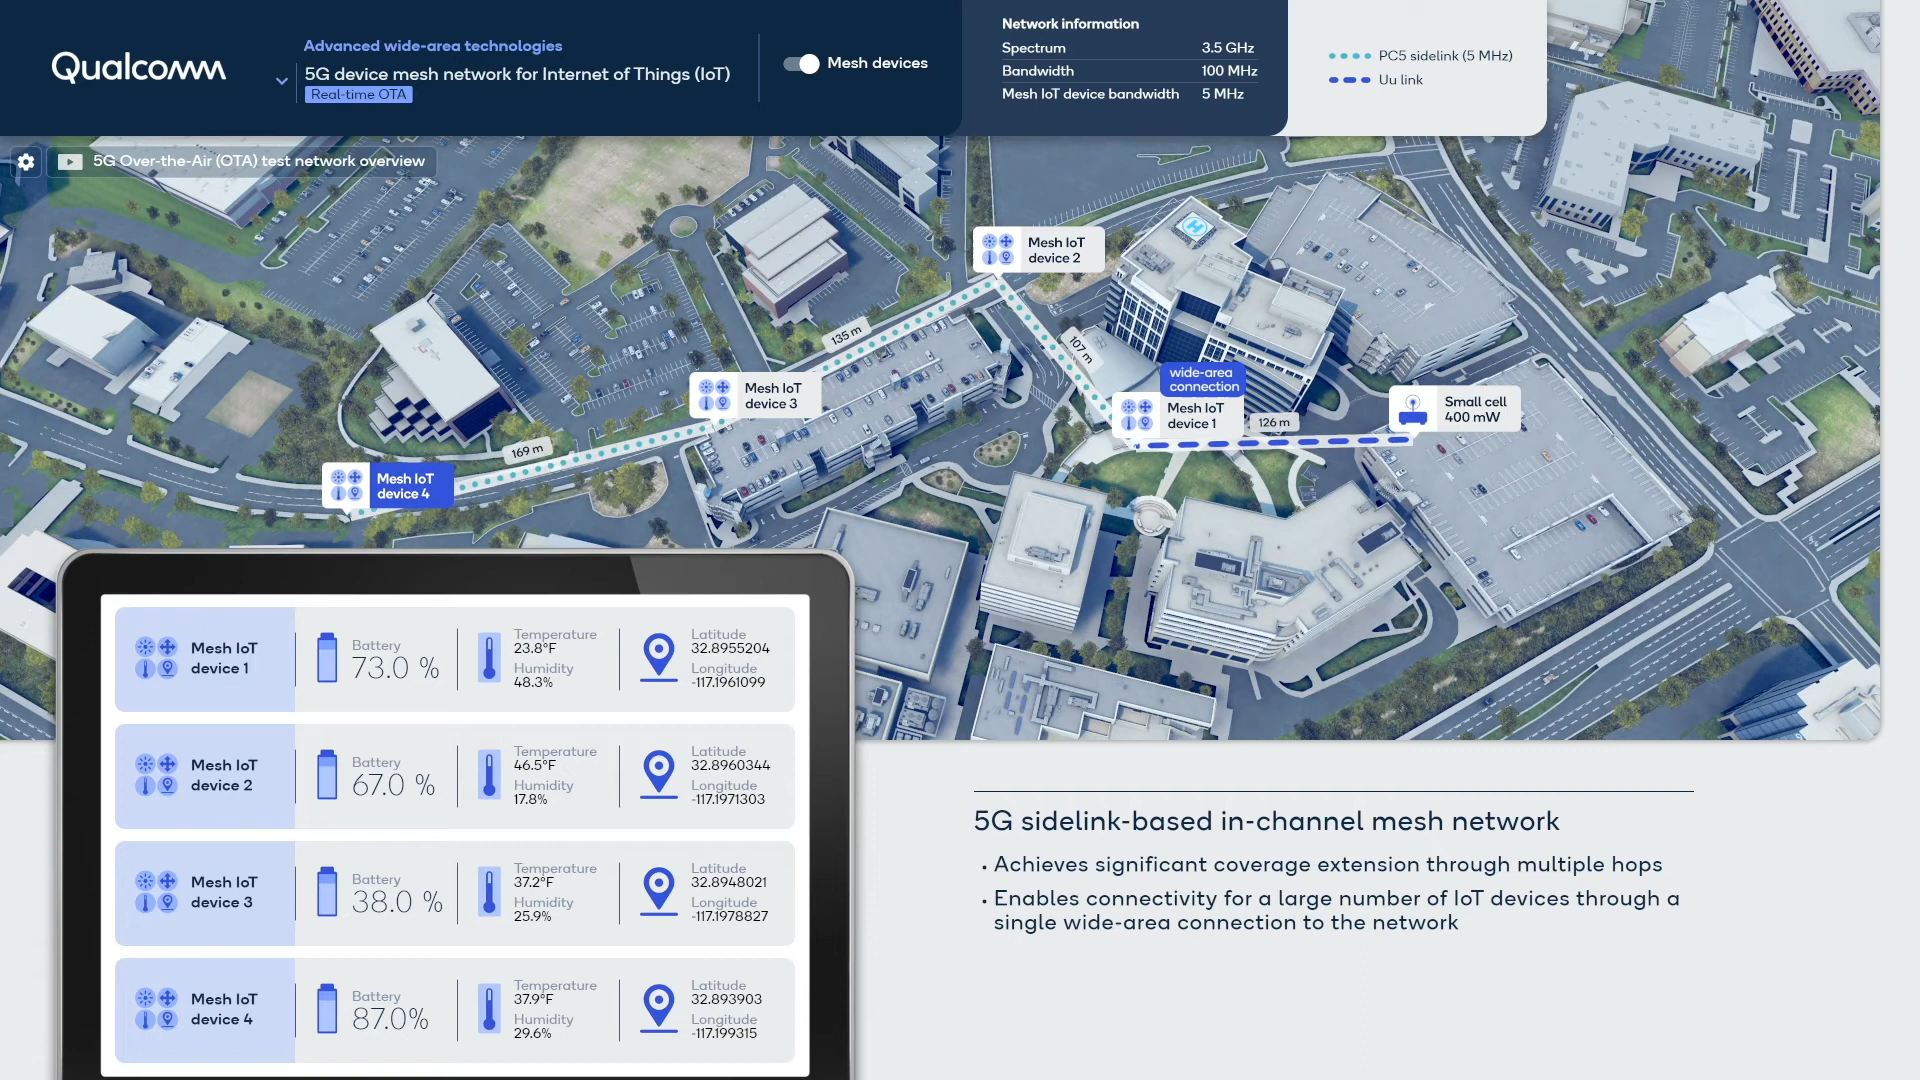 Qualcomm
Advanced wide-area technologies
5G device mesh network for Internet of Things (IoT)
Real-time OTA
Mesh devices
Network information
Spectrum 3.5 GHz
Bandwidth 100 MHz
Mesh IoT device bandwidth 5 MHz
PC5 sidelink (5 MHz)
Uu link
5G Over-the-Air (OTA) test network overview
Mesh IoT
device 2
135 m
107 m
wide-area
connection
Mesh IoT
device 3
Mesh IoT
device 1
126 m
Small cell
400 mW
169 m
Mesh IoT
device 4
H
Mesh IoT
device 1
Battery
73.0 %
Temperature
23.8°F
Humidity
48.3%
Latitude
32.8955204
Longitude
-117.1961099
Mesh IoT
device 2
Battery
67.0 %
Temperature
46.5°F
Humidity
17.8%
Latitude
32.8960344
Longitude
-117.1971303
Mesh IoT
device 3
Battery
38.0 %
Temperature
37.2°F
Humidity
25.9%
Latitude
32.8948021
Longitude
-117.1978827
Mesh IoT
device 4
Battery
87.0%
Temperature
37.9°F
Humidity
29.6%
Latitude
32.893903
Longitude
-117.199315
5G sidelink-based in-channel mesh network
• Achieves significant coverage extension through multiple hops
• Enables connectivity for a large number of IoT devices through a
single wide-area connection to the network